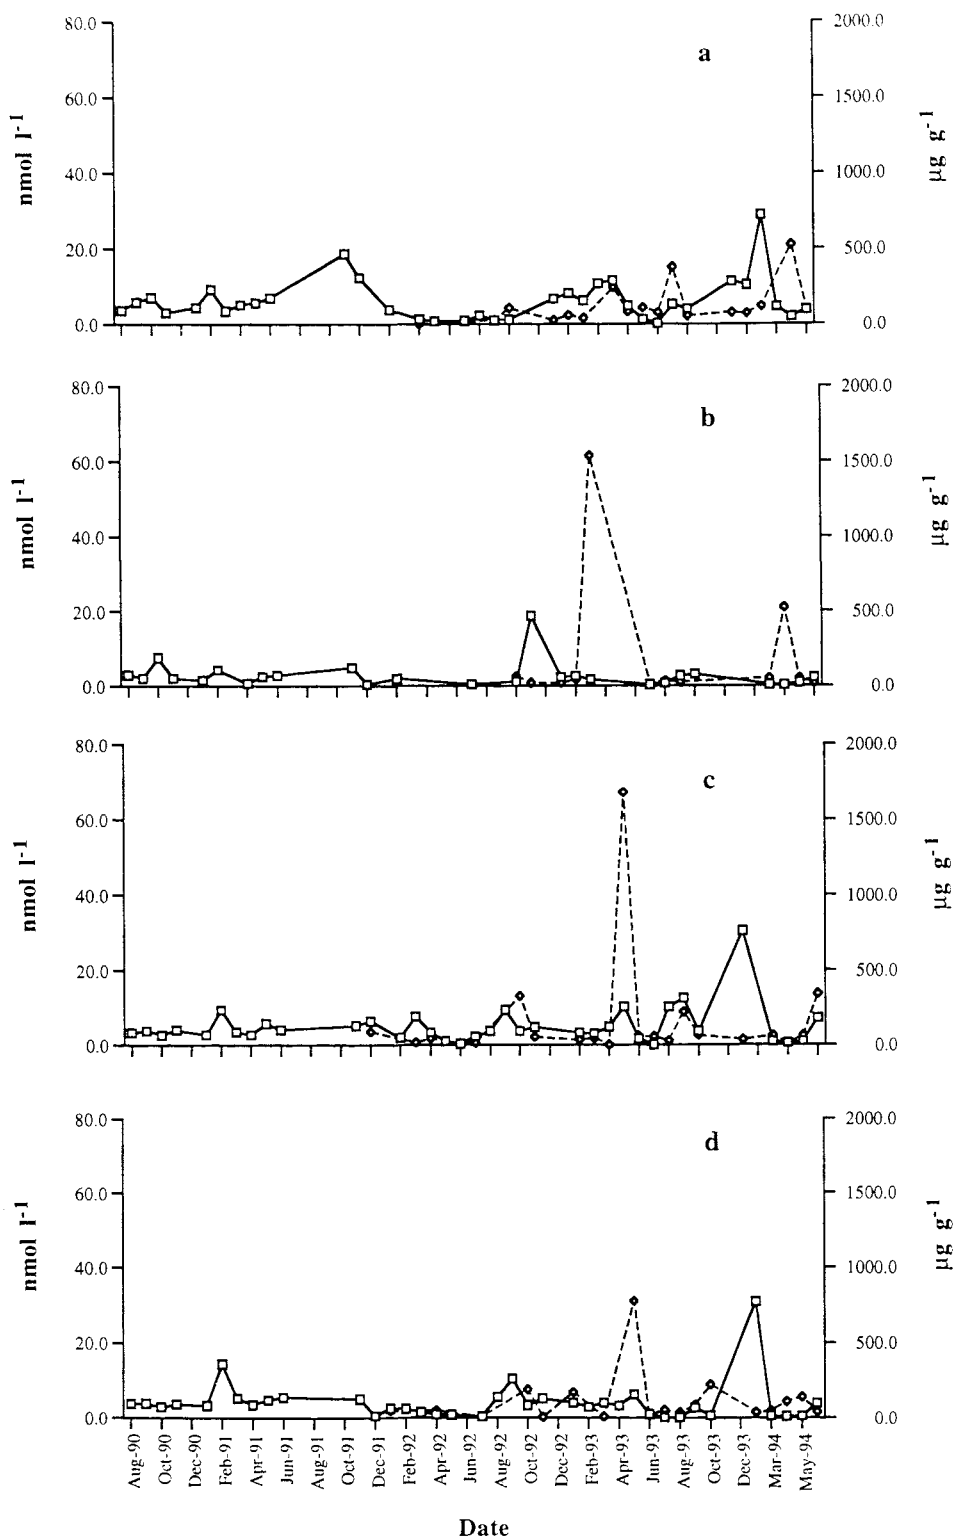 a
nmol l-1
80.0
60.0
40.0
20.0
0.0
2000.0
1500.0
1000.0
500.0
0.0
µg g-1
b
nmol l-1
80.0
60.0
40.0
20.0
0.0
2000.0
1500.0
1000.0
500.0
0.0
µg g-1
c
nmol l-1
80.0
60.0
40.0
20.0
0.0
2000.0
1500.0
1000.0
500.0
0.0
µg g-1
d
nmol l-1
80.0
60.0
40.0
20.0
0.0
2000.0
1500.0
1000.0
500.0
0.0
µg g-1
Aug-90
Oct-90
Dec-90
Feb-91
Apr-91
Jun-91
Aug-91
Oct-91
Dec-91
Feb-92
Apr-92
Jun-92
Aug-92
Oct-92
Dec-92
Feb-93
Apr-93
Jun-93
Aug-93
Oct-93
Dec-93
Mar-94
May-94
Date